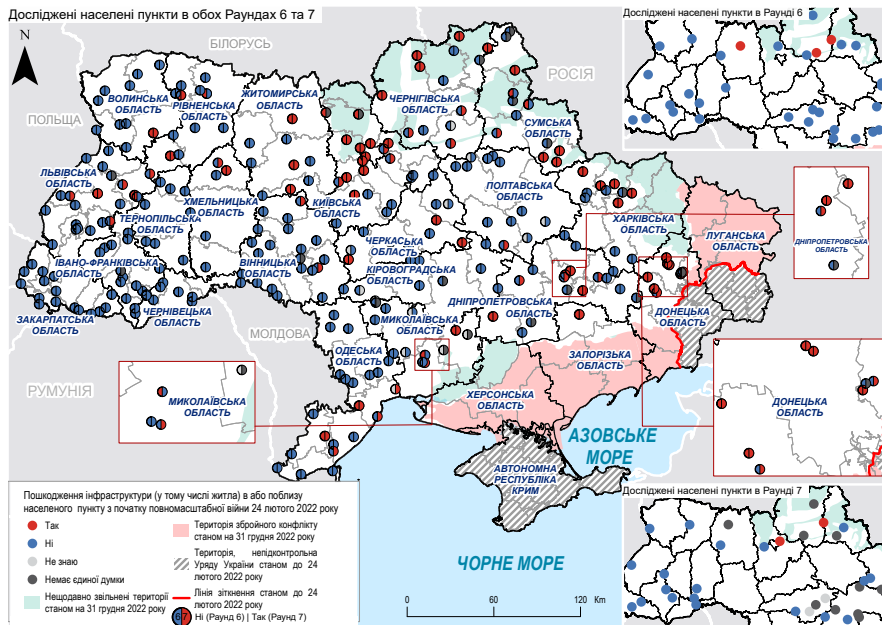 Досліджені населені пункти в обох Раундах 6 та 7
Досліджені населені пункти в Раунді 6
N
БІЛОРУСЬ
РОСІЯ
ПОЛЬЩА
МОЛДОВА
РУМУНІЯ
ВОЛИНСЬКА
ОБЛАСТЬ
РІВНЕНСЬКА
ОБЛАСТЬ
ЖИТОМИРСЬКА
ОБЛАСТЬ
ЧЕРНІГІВСЬКА
ОБЛАСТЬ
СУМСЬКА
ОБЛАСТЬ
ЛЬВІВСЬКА
ОБЛАСТЬ
ХМЕЛЬНИЦЬКА
ОБЛАСТЬ
КИЇВСЬКА
ОБЛАСТЬ
ПОЛТАВСЬКА
ОБЛАСТЬ
ХАРКІВСЬКА
ОБЛАСТЬ
ЛУГАНСЬКА
ОБЛАСТЬ
ТЕРНОПІЛЬСЬКА
ОБЛАСТЬ
ЧЕРКАСЬКА
ОБЛАСТЬ
ІВАНО-ФРАНКІВСЬКА
ОБЛАСТЬ
ВІННИЦЬКА
ОБЛАСТЬ
КІРОВОГРАДСЬКА
ОБЛАСТЬ
ДНІПРОПЕТРОВСЬКА
ОБЛАСТЬ
ДОНЕЦЬКА
ОБЛАСТЬ
ЗАКАРПАТСЬКА
ОБЛАСТЬ
ЧЕРНІВЕЦЬКА
ОБЛАСТЬ
МИКОЛАЇВСЬКА
ОБЛАСТЬ
ОДЕСЬКА
ОБЛАСТЬ
ЗАПОРІЗЬКА
ОБЛАСТЬ
ХЕРСОНСЬКА
ОБЛАСТЬ
АВТОНОМНА
РЕСПУБЛІКА
КРИМ
АЗОВСЬКЕ
МОРЕ
ЧОРНЕ МОРЕ
ДНІПРОПЕТРОВСЬКА
ОБЛАСТЬ
МИКОЛАЇВСЬКА
ОБЛАСТЬ
ДОНЕЦЬКА
ОБЛАСТЬ
Досліджені населені пункти в Раунді 7
Пошкодження інфраструктури (у тому числі житла) в або поблизу
населеного пункту з початку повномасштабної війни 24 лютого 2022 року
Так
Ні
Не знаю
Немає єдиної думки
Нещодавно звільнені території
станом на 31 грудня 2022 року
Територія збройного конфлікту
станом на 31 грудня 2022 року
Територія, непідконтрольна
Уряду України станом до 24
лютого 2022 року
Лінія зіткнення станом до 24
лютого 2022 року
6 7 Ні (Раунд 6) | Так (Раунд 7)
0 60 120 Km